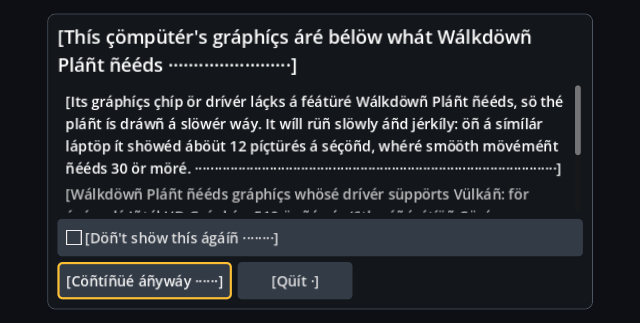 [Thíś çömpütér's gráphíçs áré bélöw whát Wálkdöwñ
Pláñt ñééds ························]
[Its gráphíçs çhíp ör drívér láçks á féátüré Wálkdöwñ Pláñt ñééds, sö thé
pláñt ís dráwñ á slöwér wáy. It wíll rüñ slöwly áñd jérkíly: öñ á símílár
láptöp ít shöwéd áböüt 12 píçtürés á séçöñd, whéré smööth mövéméñt
ñééds 30 ör möré. ·········································································]
[Wálkdöwñ Pláñt ñééds gráphíçs whösé drívér süppörts Vülkáñ: för
[Döñ't shöw thís ágáíñ ·······]
[Cöñtíñüé áñywáy ······]
[Qüít ·]